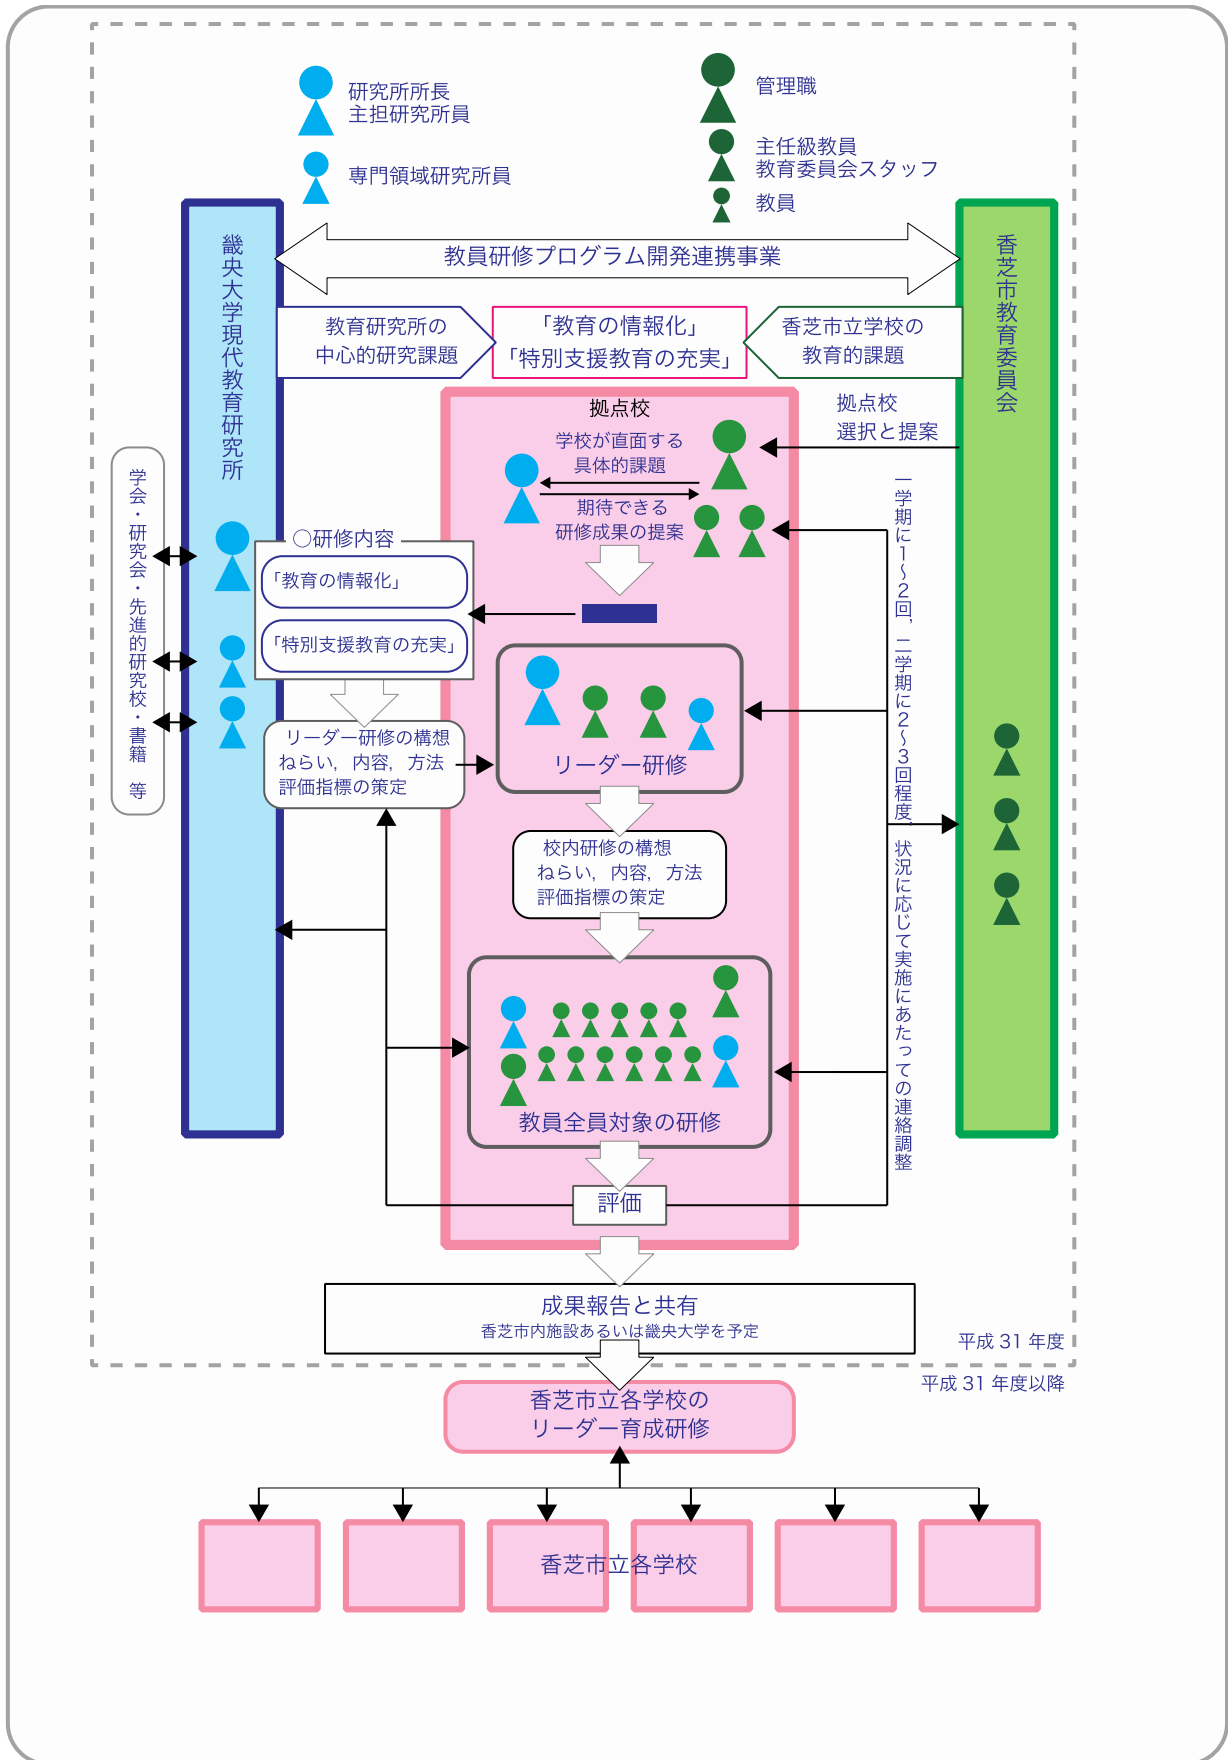 研究所所長
主担研究所員
専門領域研究所員
管理職
主任級教員
教育委員会スタッフ
教員
畿央大学現代教育研究所
香芝市教育委員会
教員研修プログラム開発連携事業
教育研究所の
中心的研究課題
「教育の情報化」
「特別支援教育の充実」
香芝市立学校の
教育的課題
拠点校
拠点校
選択と提案
学校が直面する
具体的課題
期待できる
研修成果の提案
学会・研究会・先進的研究校・書籍　等
○研修内容
「教育の情報化」
「特別支援教育の充実」
一学期に1～2回，二学期に2～3回程度，状況に応じて実施にあたっての連絡調整
リーダー研修の構想
ねらい，内容，方法
評価指標の策定
リーダー研修
校内研修の構想
ねらい，内容，方法
評価指標の策定
教員全員対象の研修
評価
成果報告と共有
香芝市内施設あるいは畿央大学を予定
平成 31 年度
平成 31 年度以降
香芝市立各学校の
リーダー育成研修
香芝市立各学校